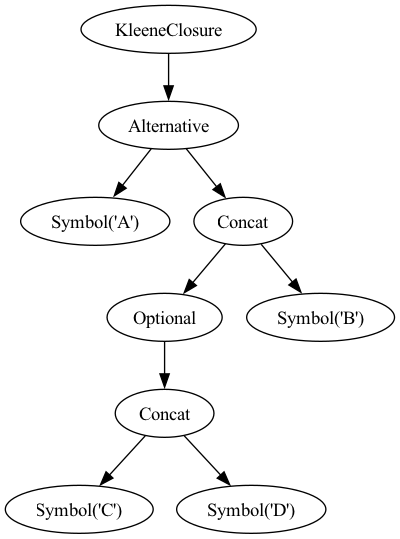 KleeneClosure
Alternative
Symbol('A')
Concat
Optional
Symbol('B')
Concat
Symbol('C')
Symbol('D')